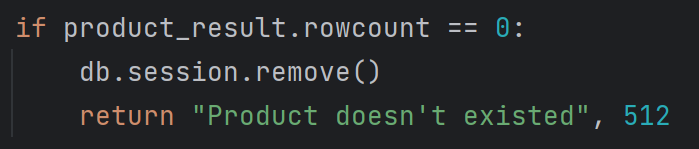 if product_result.rowcount == 0:
    db.session.remove()
    return "Product doesn't existed", 512